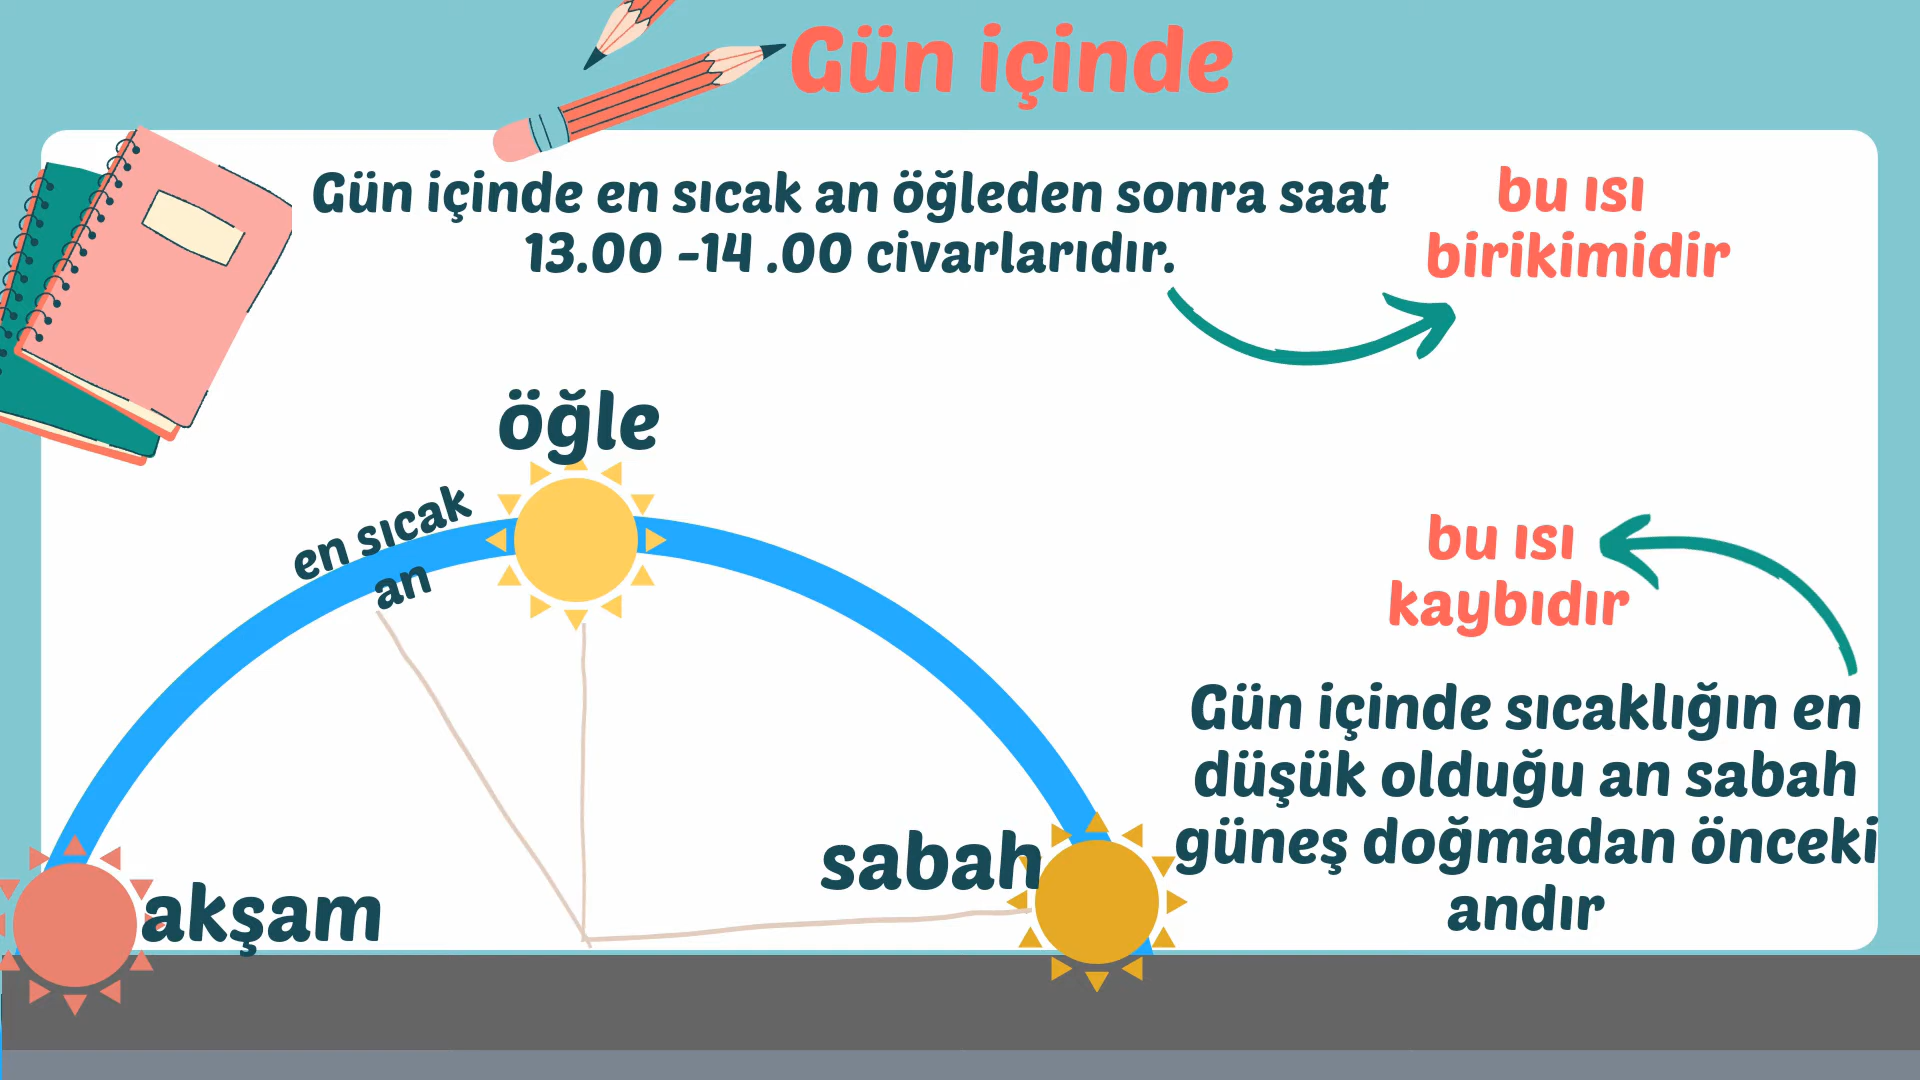 Gün içinde
Gün içinde en sıcak an öğleden sonra saat
13.00 -14 .00 civarlarıdır.
bu ısı
birikimidir
öğle
en sıcak
an
bu ısı
kaybıdır
Gün içinde sıcaklığın en
düşük olduğu an sabah
güneş doğmadan önceki
andır
sabah
akşam